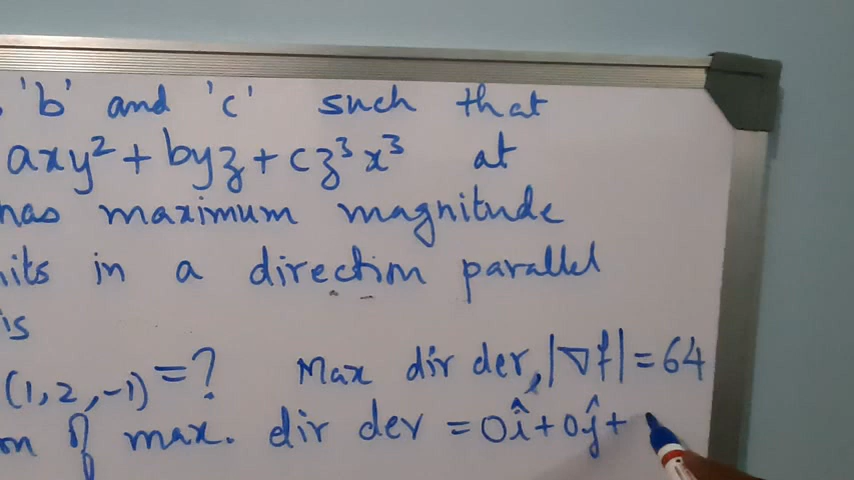 'b' and 'c' such that
axy² + byz + cz³x³ at
has maximum magnitude
in a direction parallel
is
(1, 2, -1) = ? Max dir der, |∇f| = 64
of max. dir der = 0î + 0ĵ +